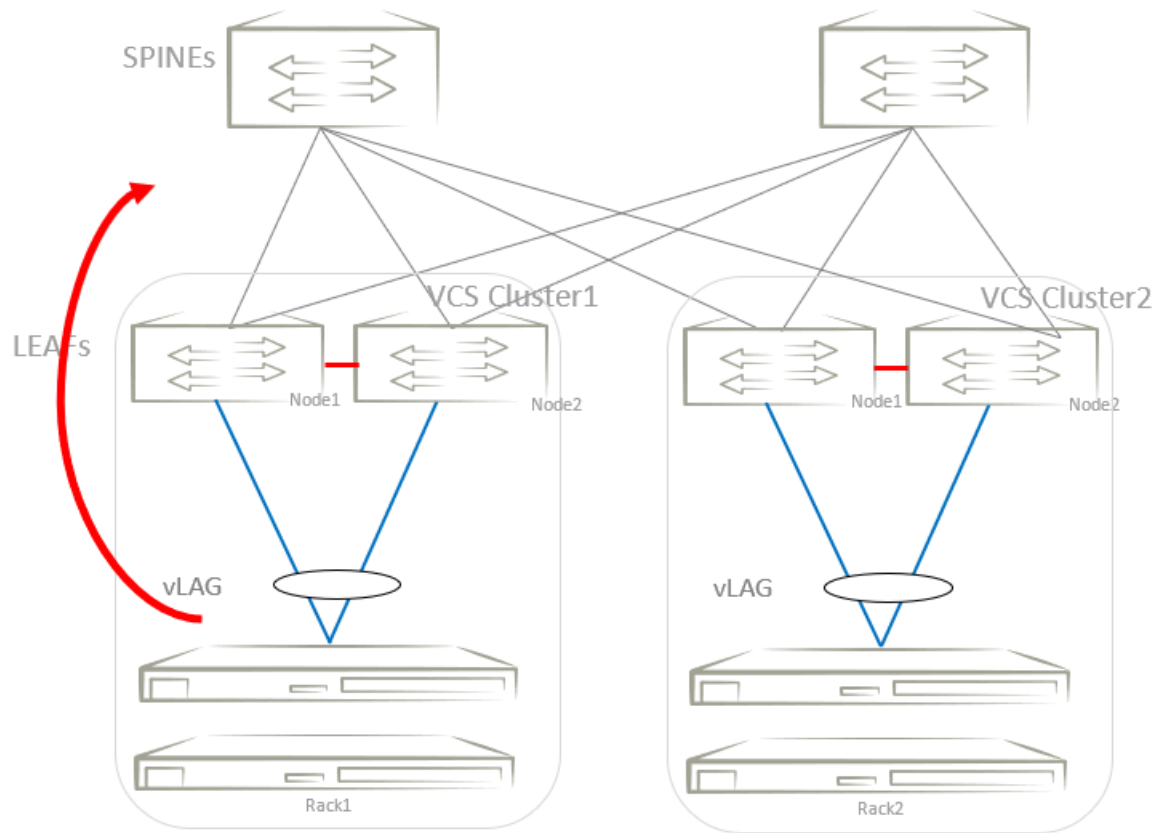 SPINEs
VCS Cluster1
VCS Cluster2
LEAFs
Node1
Node2
Node1
Node2
vLAG
vLAG
Rack1
Rack2